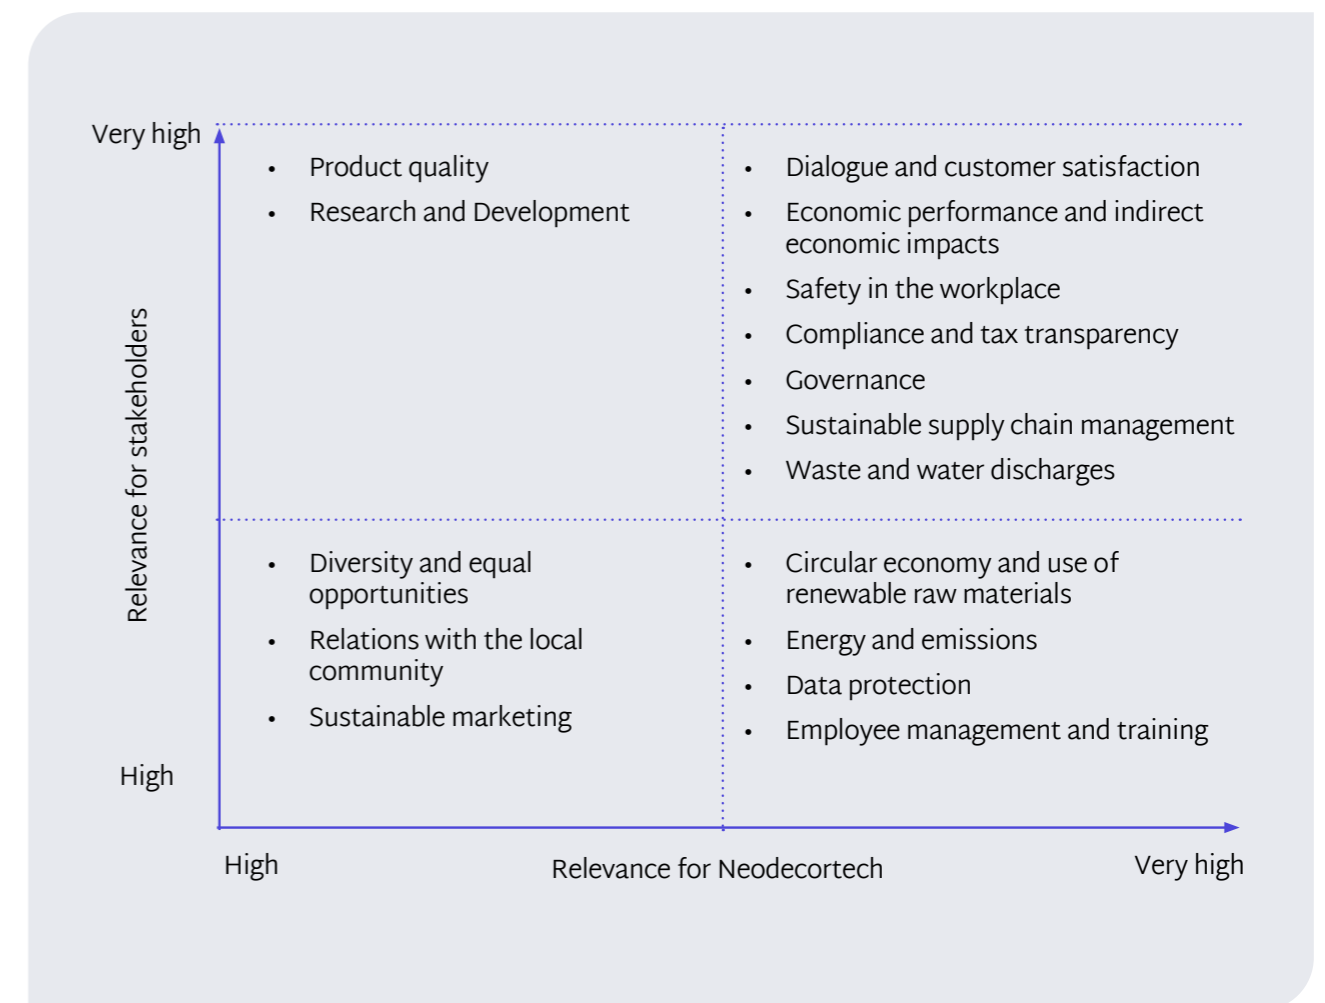 Very high
• Product quality
• Research and Development
• Dialogue and customer satisfaction
• Economic performance and indirect
economic impacts
• Safety in the workplace
• Compliance and tax transparency
• Governance
• Sustainable supply chain management
• Waste and water discharges
Relevance for stakeholders
• Diversity and equal
opportunities
• Relations with the local
community
• Sustainable marketing
• Circular economy and use of
renewable raw materials
• Energy and emissions
• Data protection
• Employee management and training
High
High
Relevance for Neodecortech
Very high